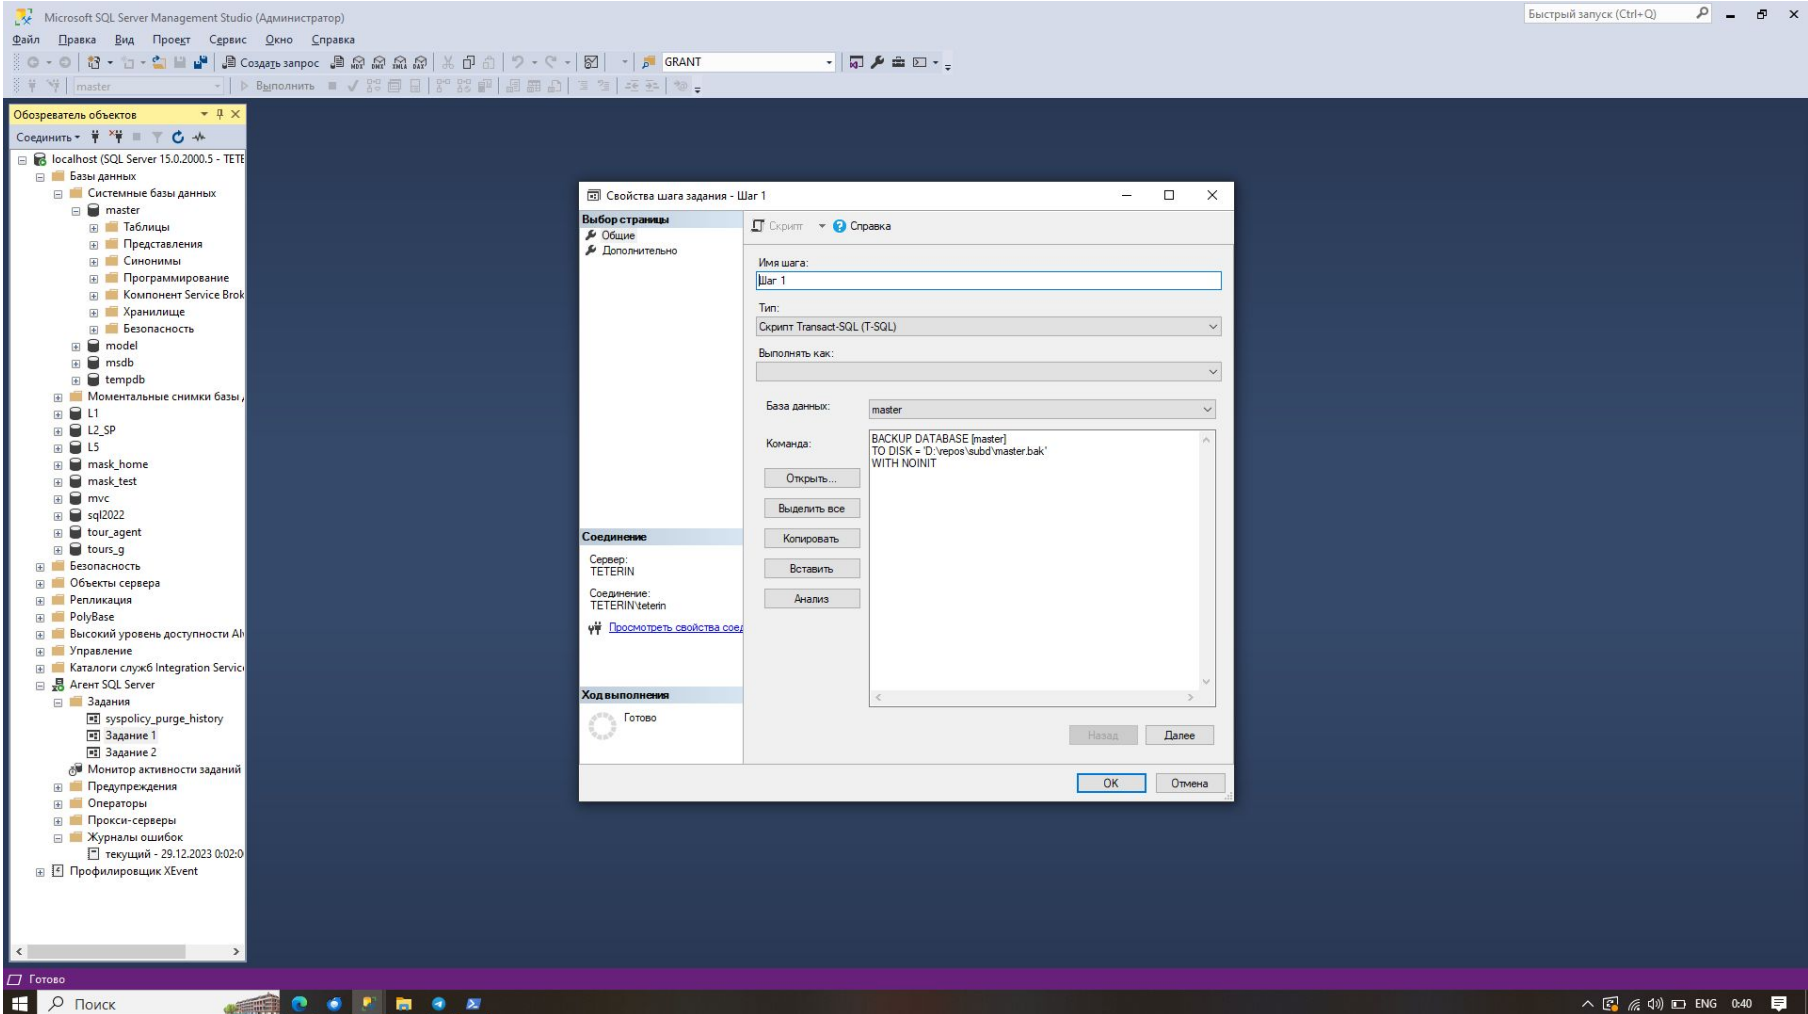 Microsoft SQL Server Management Studio (Администратор)
Быстрый запуск (Ctrl+Q)
Файл Правка Вид Проект Сервис Окно Справка
Создать запрос
GRANT
master
Выполнить
Обозреватель объектов
Соединить
localhost (SQL Server 15.0.2000.5 - TETE
Базы данных
Системные базы данных
master
Таблицы
Представления
Синонимы
Программирование
Компонент Service Brok
Хранилище
Безопасность
model
msdb
tempdb
Моментальные снимки базы
L1
L2_SP
L5
mask_home
mask_test
mvc
sql2022
tour_agent
tours_g
Безопасность
Объекты сервера
Репликация
PolyBase
Высокий уровень доступности Al
Управление
Каталоги служб Integration Servic
Агент SQL Server
Задания
syspolicy_purge_history
Задание 1
Задание 2
Монитор активности заданий
Предупреждения
Операторы
Прокси-серверы
Журналы ошибок
текущий - 29.12.2023 0:02:0
Профилировщик XEvent
Свойства шага задания - Шаг 1
Выбор страницы
Общие
Дополнительно
Соединение
Сервер:
TETERIN
Соединение:
TETERIN\teterin
Просмотреть свойства соед
Ход выполнения
Готово
Скрипт
Справка
Имя шага:
Шаг 1
Тип:
Скрипт Transact-SQL (T-SQL)
Выполнять как:
База данных:
master
Команда:
BACKUP DATABASE [master]
TO DISK = 'D:\repos\subd\master.bak'
WITH NOINIT
Открыть...
Выделить все
Копировать
Вставить
Анализ
Назад
Далее
OK
Отмена
Готово
Поиск
ENG
0:40